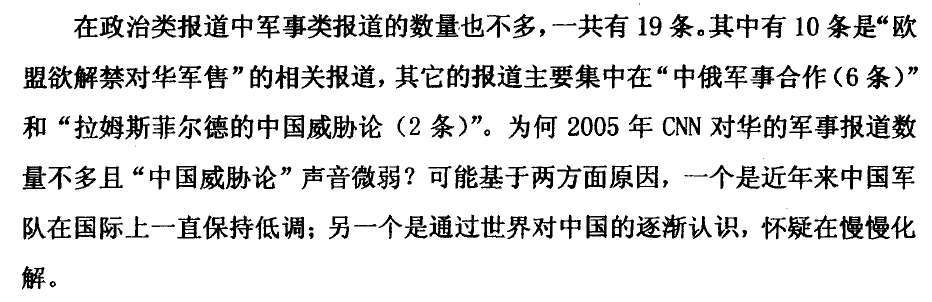 在政治类报道中军事类报道的数量也不多，一共有 19 条。其中有 10 条是“欧
盟欲解禁对华军售”的相关报道，其它的报道主要集中在“中俄军事合作（6 条）”
和“拉姆斯菲尔德的中国威胁论（2 条）”。为何 2005 年 CNN 对华的军事报道数
量不多且“中国威胁论”声音微弱？可能基于两方面原因，一个是近年来中国军
队在国际上一直保持低调；另一个是通过世界对中国的逐渐认识，怀疑在慢慢化
解。